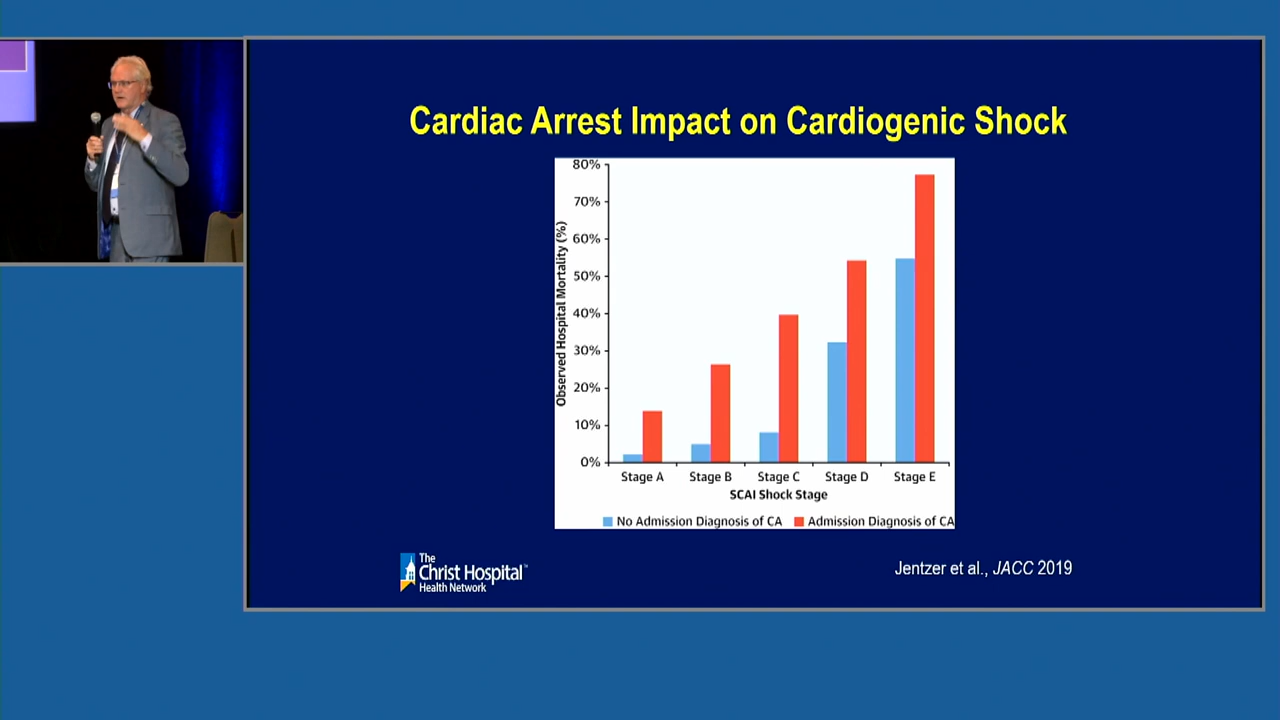 Cardiac Arrest Impact on Cardiogenic Shock
80%
70%
60%
50%
40%
30%
20%
10%
0%
Observed Hospital Mortality (%)
Stage A Stage B Stage C Stage D Stage E
SCAI Shock Stage
No Admission Diagnosis of CA Admission Diagnosis of CA
The
Christ Hospital™
Health Network
Jentzer et al., JACC 2019